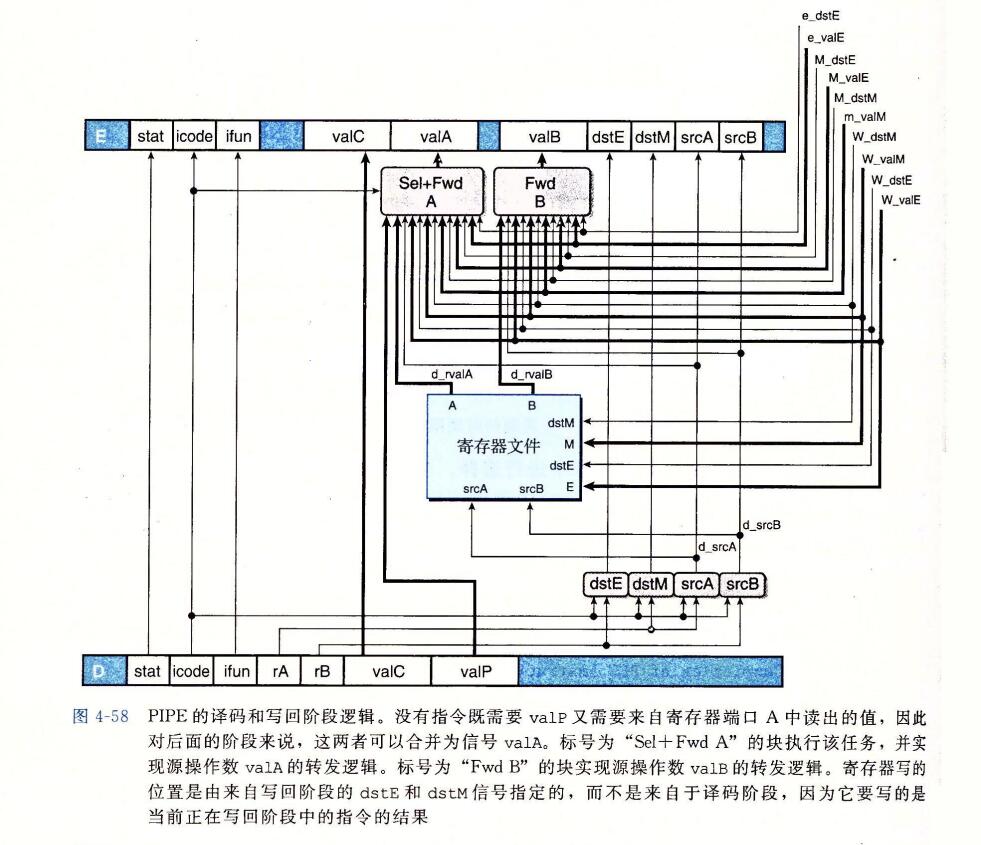 e_dstE
e_valE
M_dstE
M_valE
M_dstM
m_valM
W_dstM
W_valM
W_dstE
W_valE
E stat icode ifun valC valA valB dstE dstM srcA srcB
Sel+Fwd
A
Fwd
B
d_rvalA d_rvalB
A B
dstM
寄存器文件 M
dstE
srcA srcB E
d_srcB
d_srcA
dstE dstM srcA srcB
D stat icode ifun rA rB valC valP
图 4-58 PIPE 的译码和写回阶段逻辑。没有指令既需要 valP 又需要来自寄存器端口 A 中读出的值，因此
对后面的阶段来说，这两者可以合并为信号 valA。标号为“Sel+Fwd A”的块执行该任务，并实
现源操作数 valA 的转发逻辑。标号为“Fwd B”的块实现源操作数 valB 的转发逻辑。寄存器写的
位置是由来自写回阶段的 dstE 和 dstM 信号指定的，而不是来自于译码阶段，因为它要写的是
当前正在写回阶段中的指令的结果